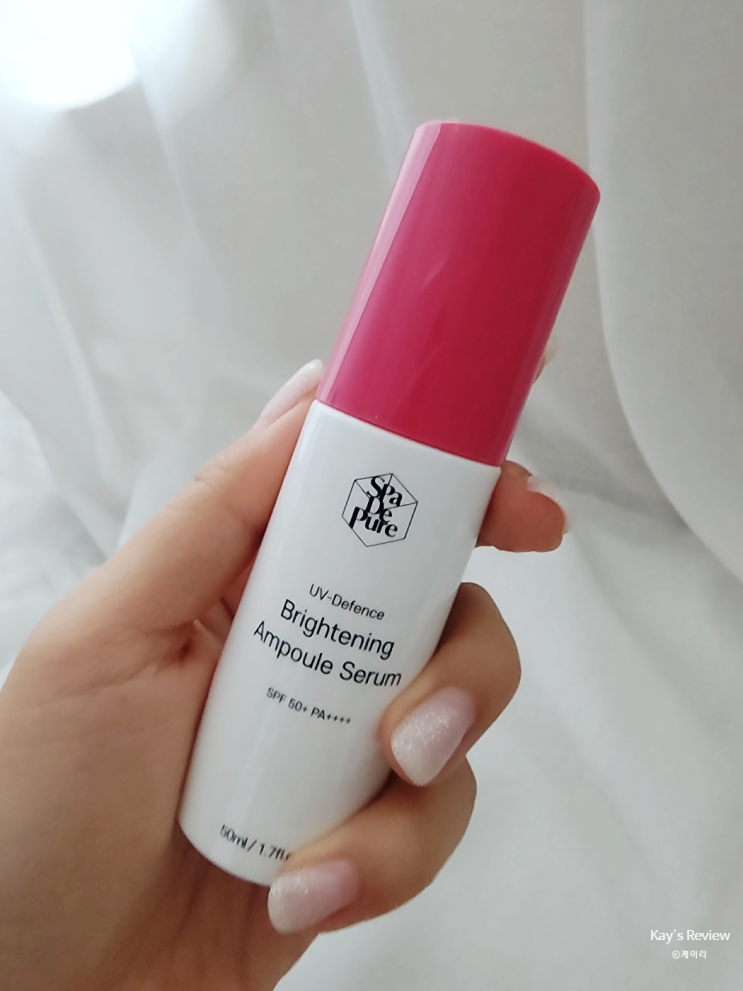 Spa
De
Pure
UV-Defence
Brightening
Ampoule Serum
SPF 50+ PA++++
50ml / 1.7fl.
Kay`s Review
©케이리